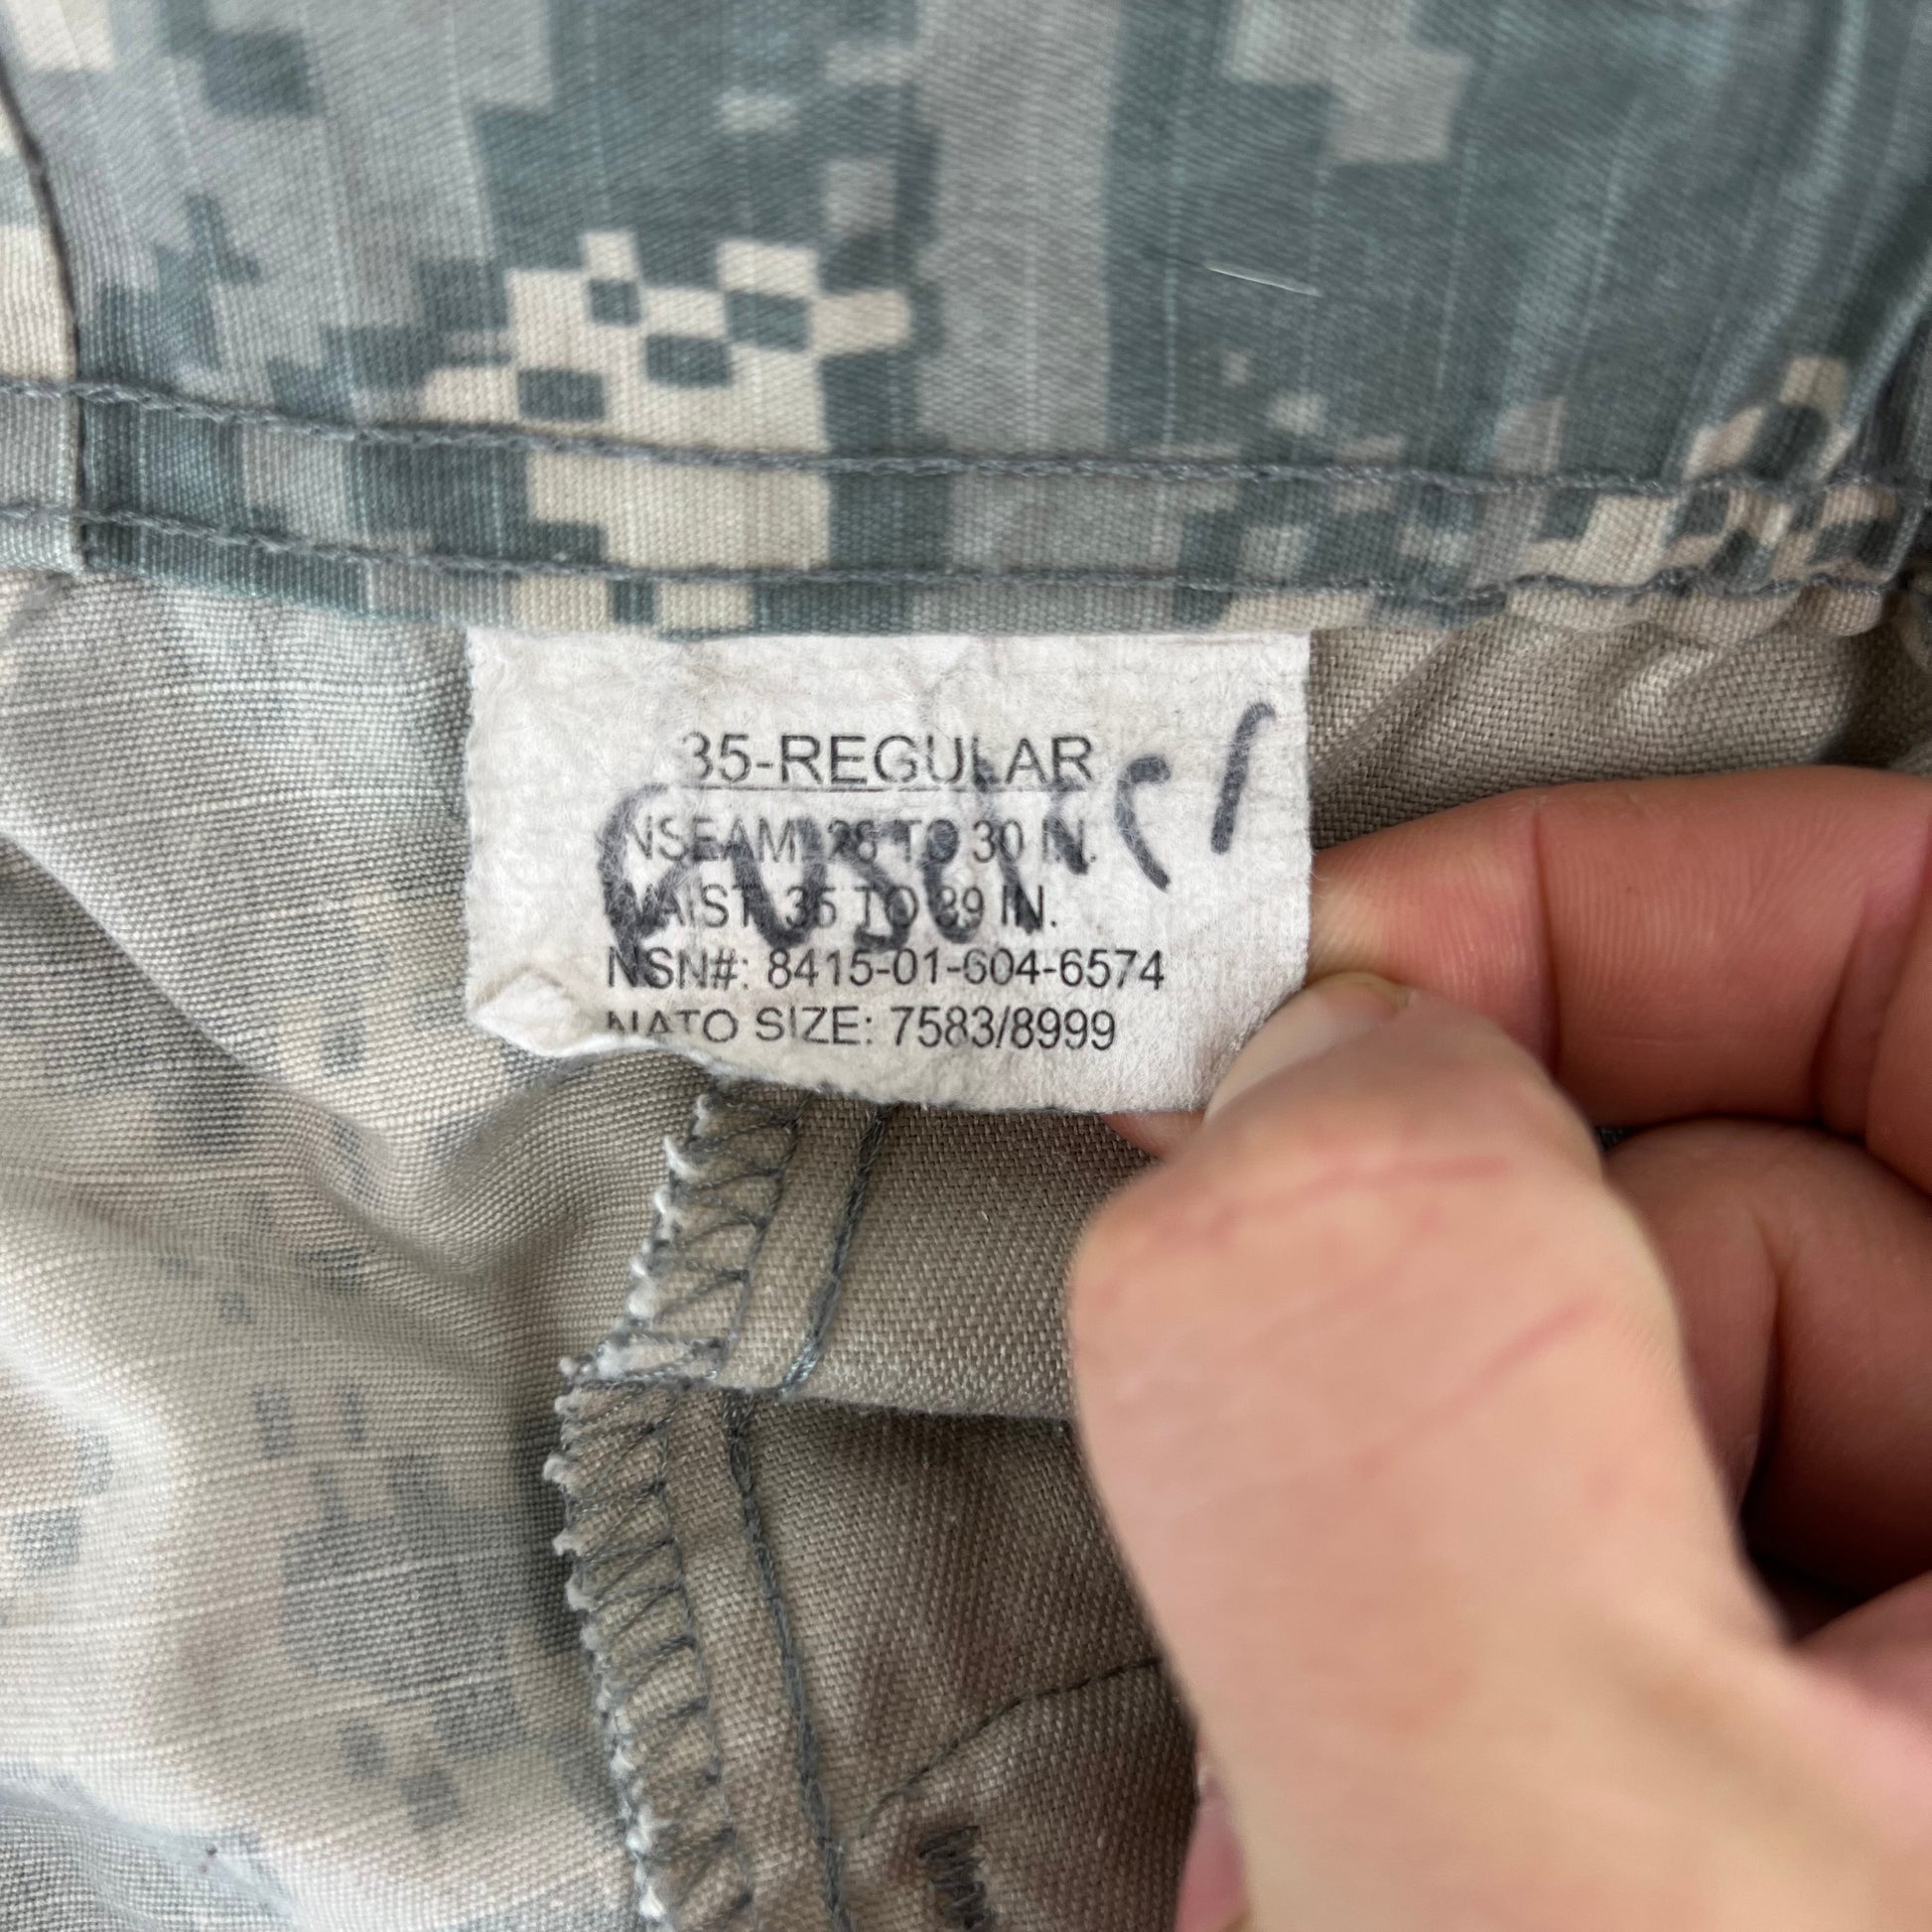 35-REGULAR
INSEAM: 28 TO 30 IN.
WAIST: 35 TO 39 IN.
NSN#: 8415-01-604-6574
NATO SIZE: 7583/8999